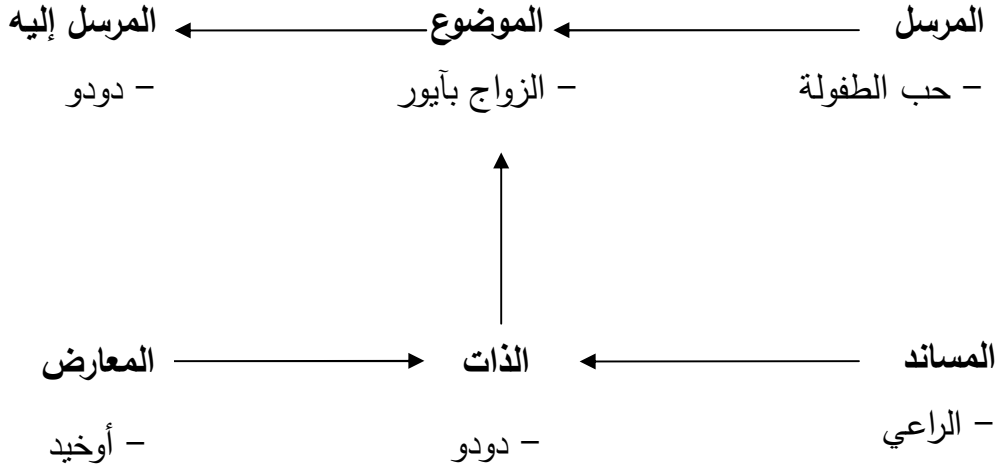 المرسل الموضوع المرسل إليه
– حب الطفولة – الزواج بآيور – دودو
المساند الذات المعارض
– الراعي – دودو – أوخيد